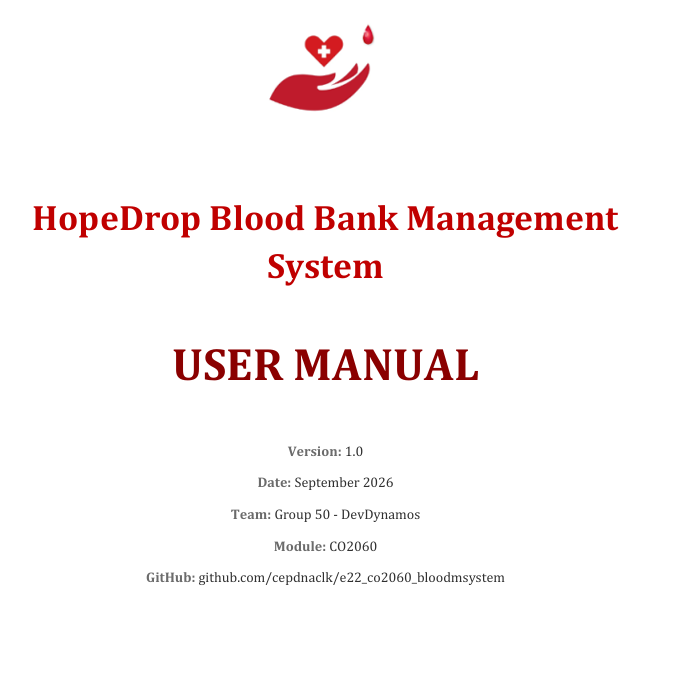 HopeDrop Blood Bank Management
System
USER MANUAL
Version: 1.0
Date: September 2026
Team: Group 50 - DevDynamos
Module: CO2060
GitHub: github.com/cepdnaclk/e22_co2060_bloodmsystem